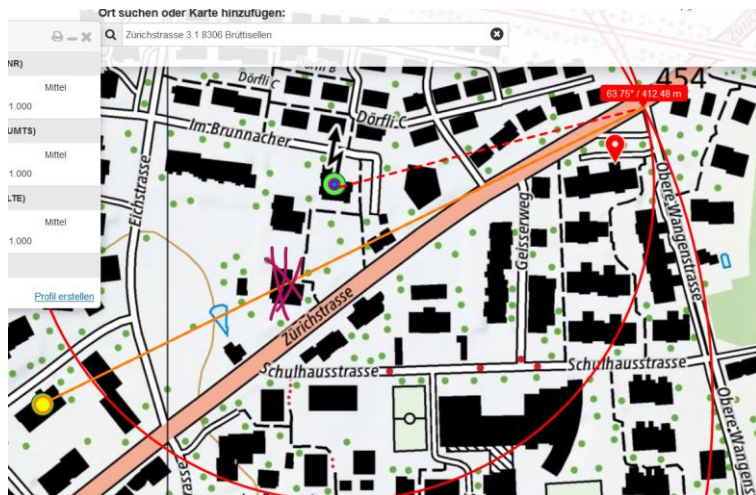 Ort suchen oder Karte hinzufügen:
Zürichstrasse 3.1 8306 Brüttisellen
NR)
Mittel
1.000
UMTS)
Mittel
1.000
LTE)
Mittel
1.000
Profil erstellen
454
63.75° / 412.48 m
Dörfli B
Dörfli C
Dörfli C
Im Brunnacher
Eichstrasse
Geisserweg
Obere Wangenstrasse
Zürichstrasse
Schulhausstrasse
Schulhausstrasse